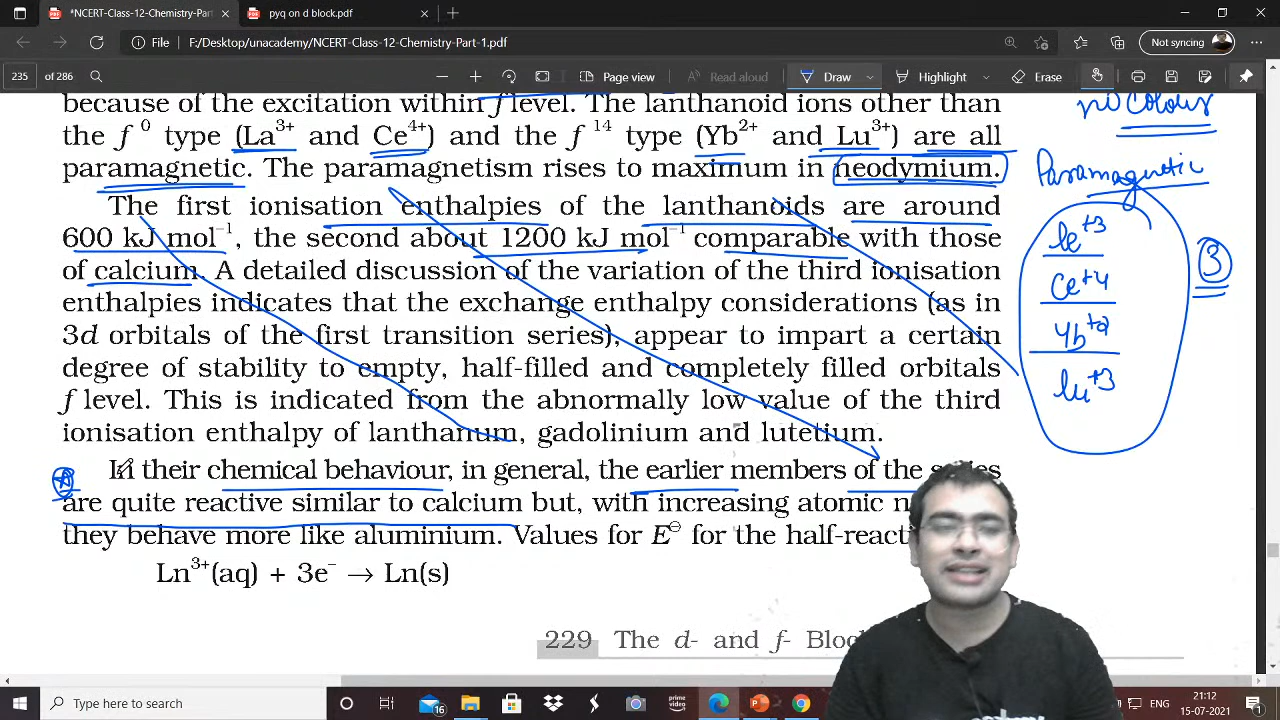 *NCERT-Class-12-Chemistry-Part-
pyq on d block.pdf
File F:/Desktop/unacademy/NCERT-Class-12-Chemistry-Part-1.pdf
Not syncing
235 of 286
Page view
Read aloud
Draw
Highlight
Erase
because of the excitation within f level. The lanthanoid ions other than
the f 0 type (La3+ and Ce4+) and the f 14 type (Yb2+ and Lu3+) are all
paramagnetic. The paramagnetism rises to maximum in neodymium.
The first ionisation enthalpies of the lanthanoids are around
600 kJ mol–1, the second about 1200 kJ mol–1 comparable with those
of calcium. A detailed discussion of the variation of the third ionisation
enthalpies indicates that the exchange enthalpy considerations (as in
3d orbitals of the first transition series), appear to impart a certain
degree of stability to empty, half-filled and completely filled orbitals
f level. This is indicated from the abnormally low value of the third
ionisation enthalpy of lanthanum, gadolinium and lutetium.
In their chemical behaviour, in general, the earlier members of the series
are quite reactive similar to calcium but, with increasing atomic
they behave more like aluminium. Values for E⊖ for the
Ln3+(aq) + 3e– → Ln(s)
229 The d- and f-
no colour
Paramagnetic
Ce+4
Yb+2
Lu+3
3
Type here to search
16
ENG
21:12
15-07-2021